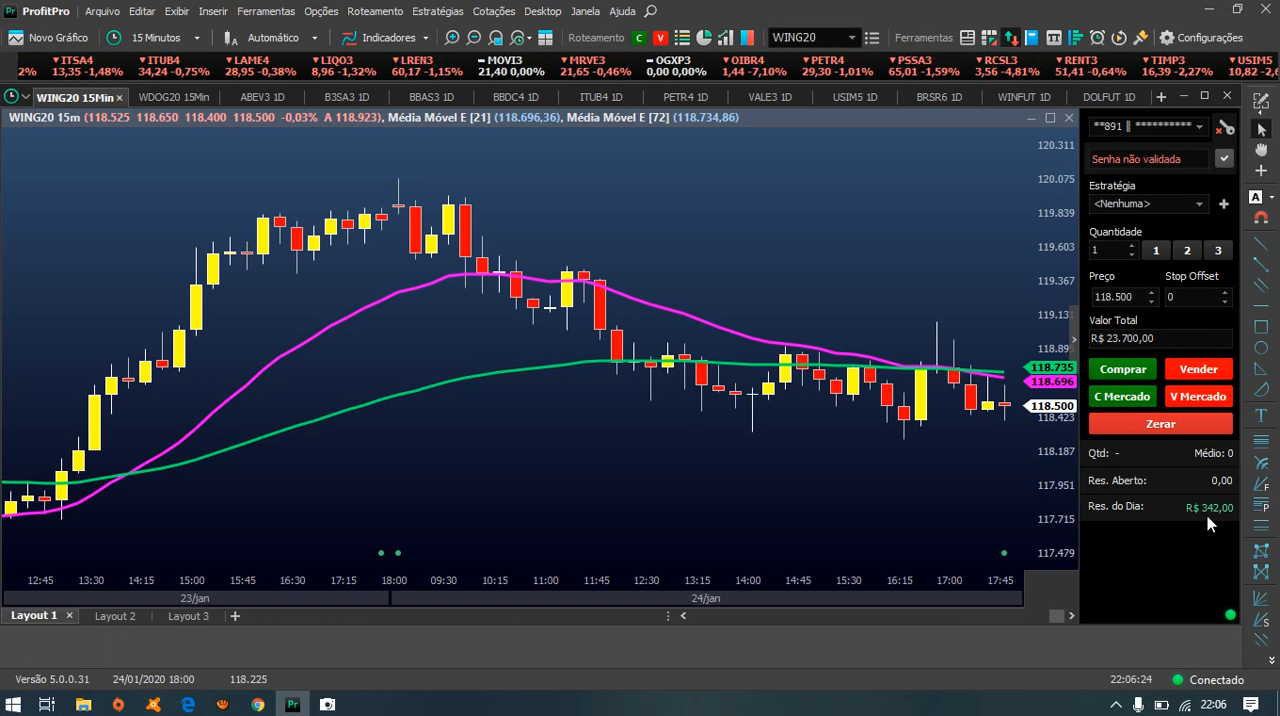 ProfitPro Arquivo Editar Exibir Inserir Ferramentas Opções Roteamento Estratégias Cotações Desktop Janela Ajuda
Novo Gráfico 15 Minutos Automático Indicadores Roteamento C V WING20 Ferramentas Configurações
ITSA4 ITUB4 LAME4 LIQO3 LREN3 MOVI3 MRVE3 OGXP3 OIBR4 PETR4 PSSA3 RCSL3 RENT3 TIMP3 USIM5
2% 13,35 -1,48% 34,24 -0,75% 28,95 -0,38% 8,96 -1,32% 60,17 -1,15% 21,40 0,00% 21,65 -0,46% 0,00 0,00% 1,44 -7,10% 29,30 -1,01% 65,01 -1,59% 3,56 -4,81% 51,41 -0,64% 16,39 -2,27% 10,82 -2,6
WING20 15Min WDOG20 15Min ABEV3 1D B3SA3 1D BBAS3 1D BBDC4 1D ITUB4 1D PETR4 1D VALE3 1D USIM5 1D BRSR6 1D WINFUT 1D DOLFUT 1D
WING20 15m (118.525 118.650 118.400 118.500 -0,03% A 118.923), Média Móvel E [21] (118.696,36), Média Móvel E [72] (118.734,86)
120.311
120.075
119.839
119.603
119.367
119.131
118.895
118.735
118.696
118.500
118.423
118.187
117.951
117.715
117.479
12:45 13:30 14:15 15:00 15:45 16:30 17:15 18:00 09:30 10:15 11:00 11:45 12:30 13:15 14:00 14:45 15:30 16:15 17:00 17:45
23/jan 24/jan
Layout 1 Layout 2 Layout 3
**891 || **********
Senha não validada
Estratégia
<Nenhuma>
Quantidade
1 1 2 3
Preço Stop Offset
118.500 0
Valor Total
R$ 23.700,00
Comprar Vender
C Mercado V Mercado
Zerar
Qtd: - Médio: 0
Res. Aberto: 0,00
Res. do Dia: R$ 342,00
Versão 5.0.0.31 24/01/2020 18:00 118.225 22:06:24 Conectado
22:06